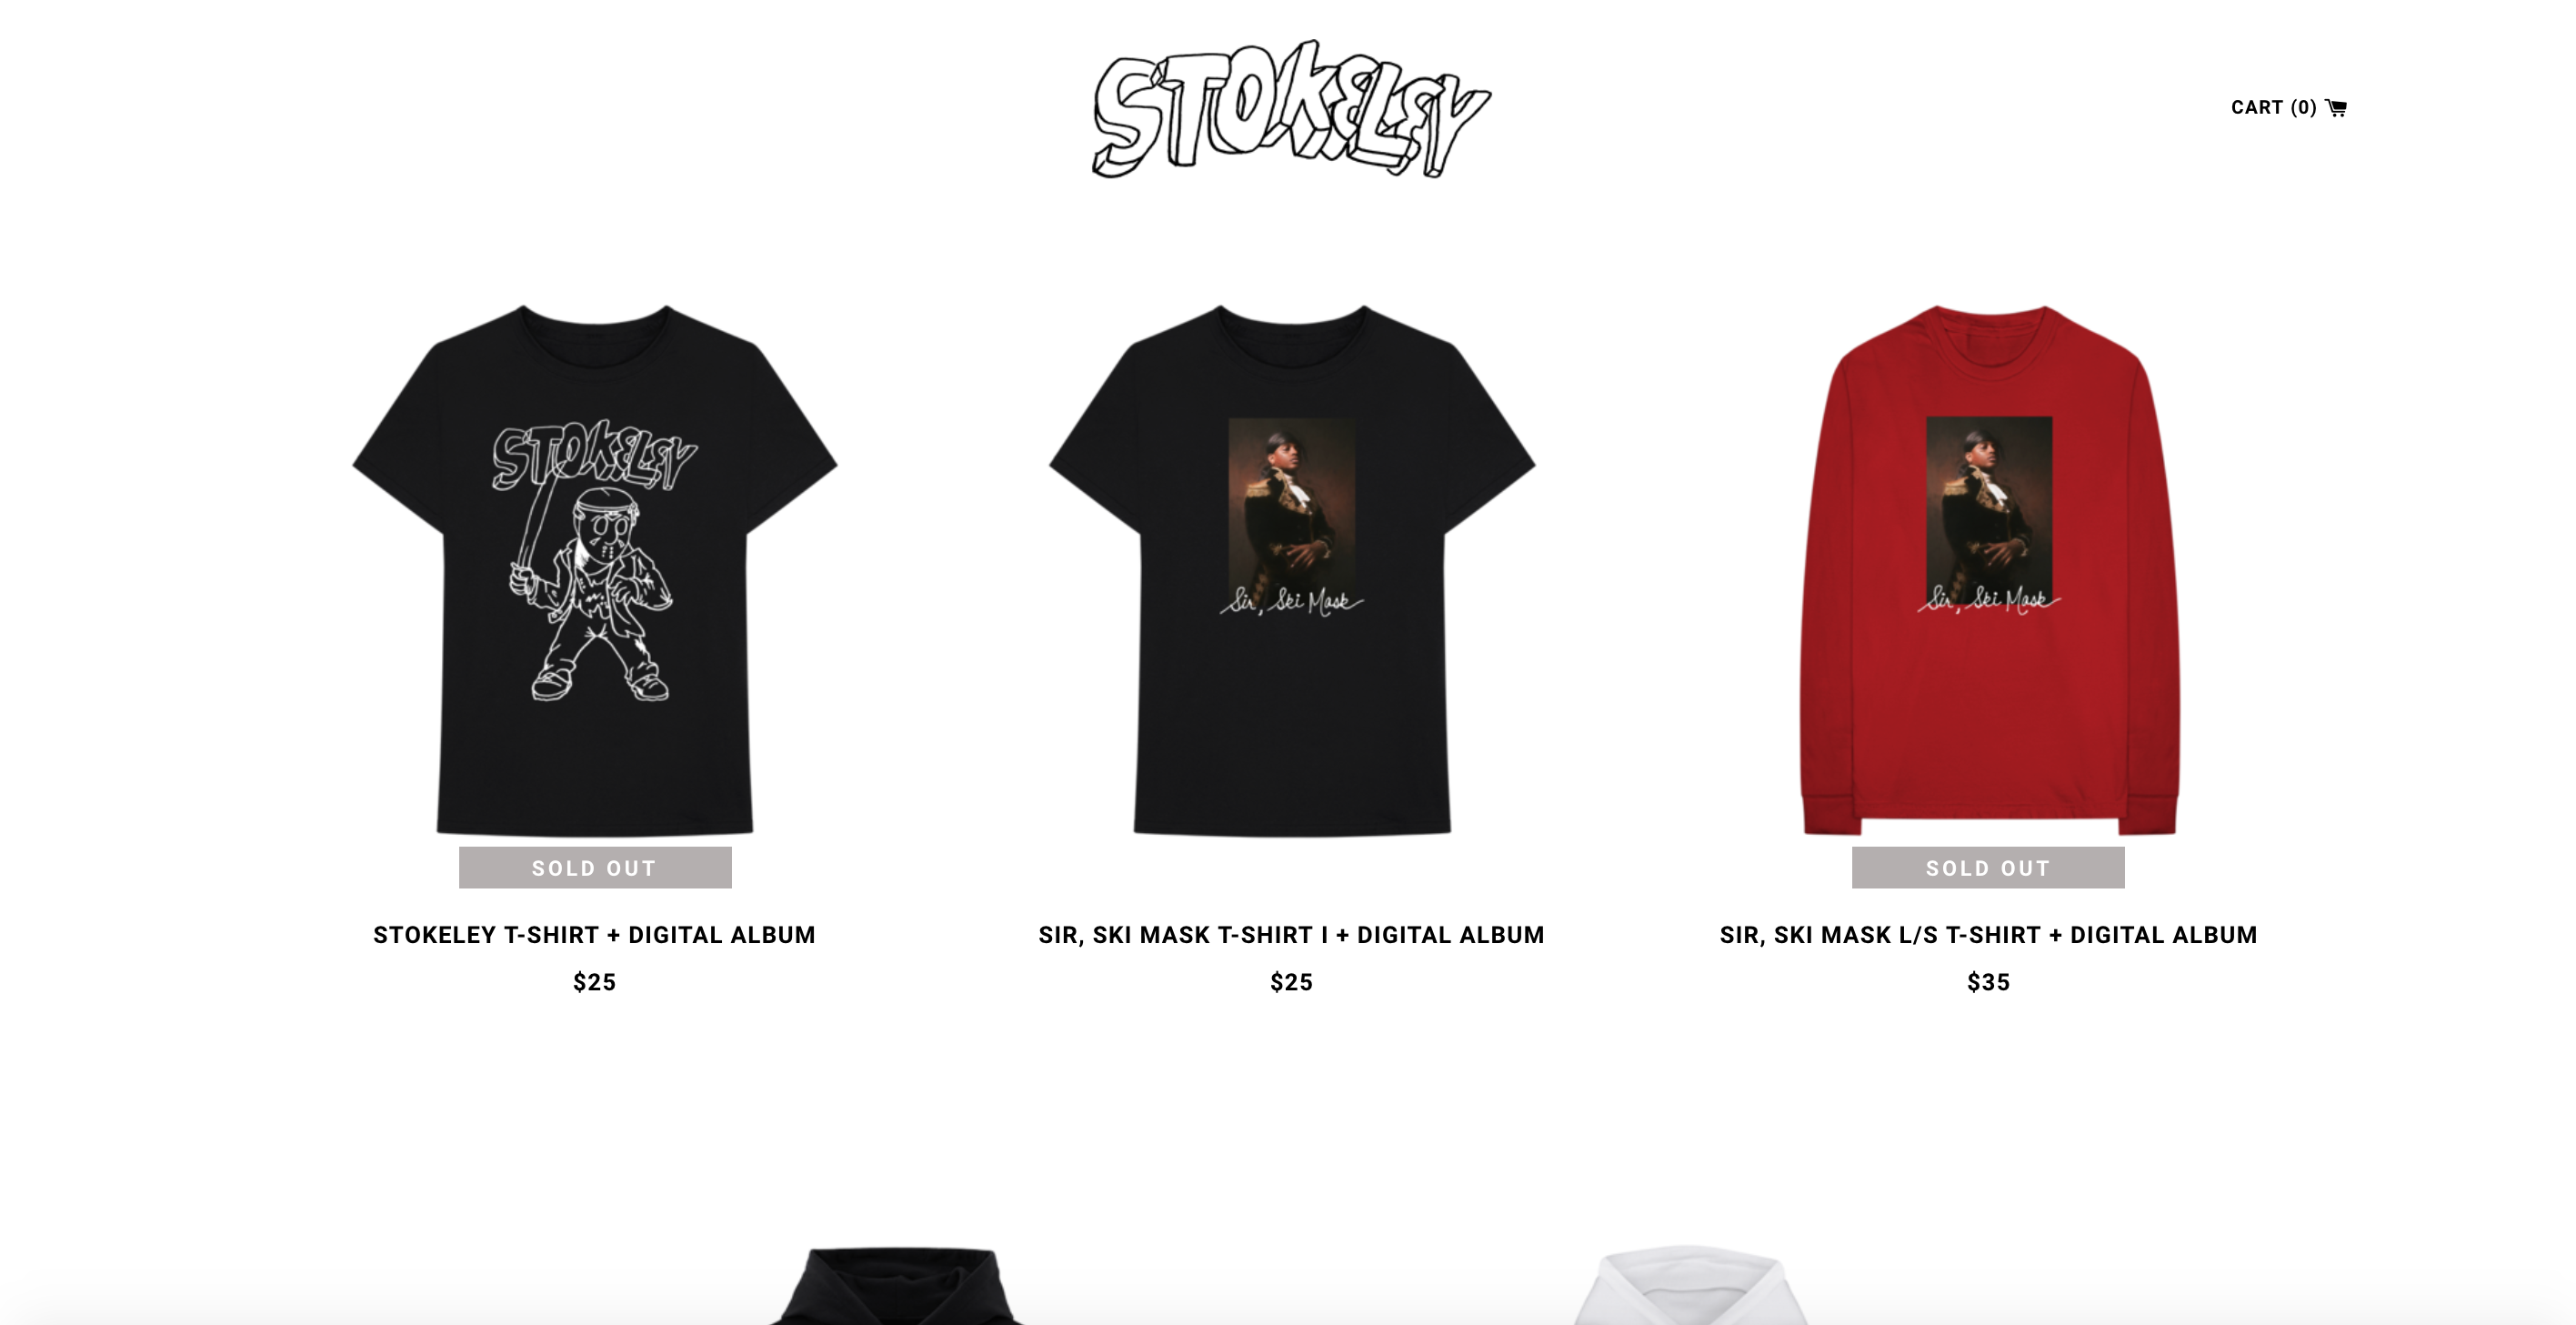 STOKELEY
CART (0)
STOKELEY
Sir, Ski Mask
Sir, Ski Mask
SOLD OUT
SOLD OUT
STOKELEY T-SHIRT + DIGITAL ALBUM
SIR, SKI MASK T-SHIRT I + DIGITAL ALBUM
SIR, SKI MASK L/S T-SHIRT + DIGITAL ALBUM
$25
$25
$35